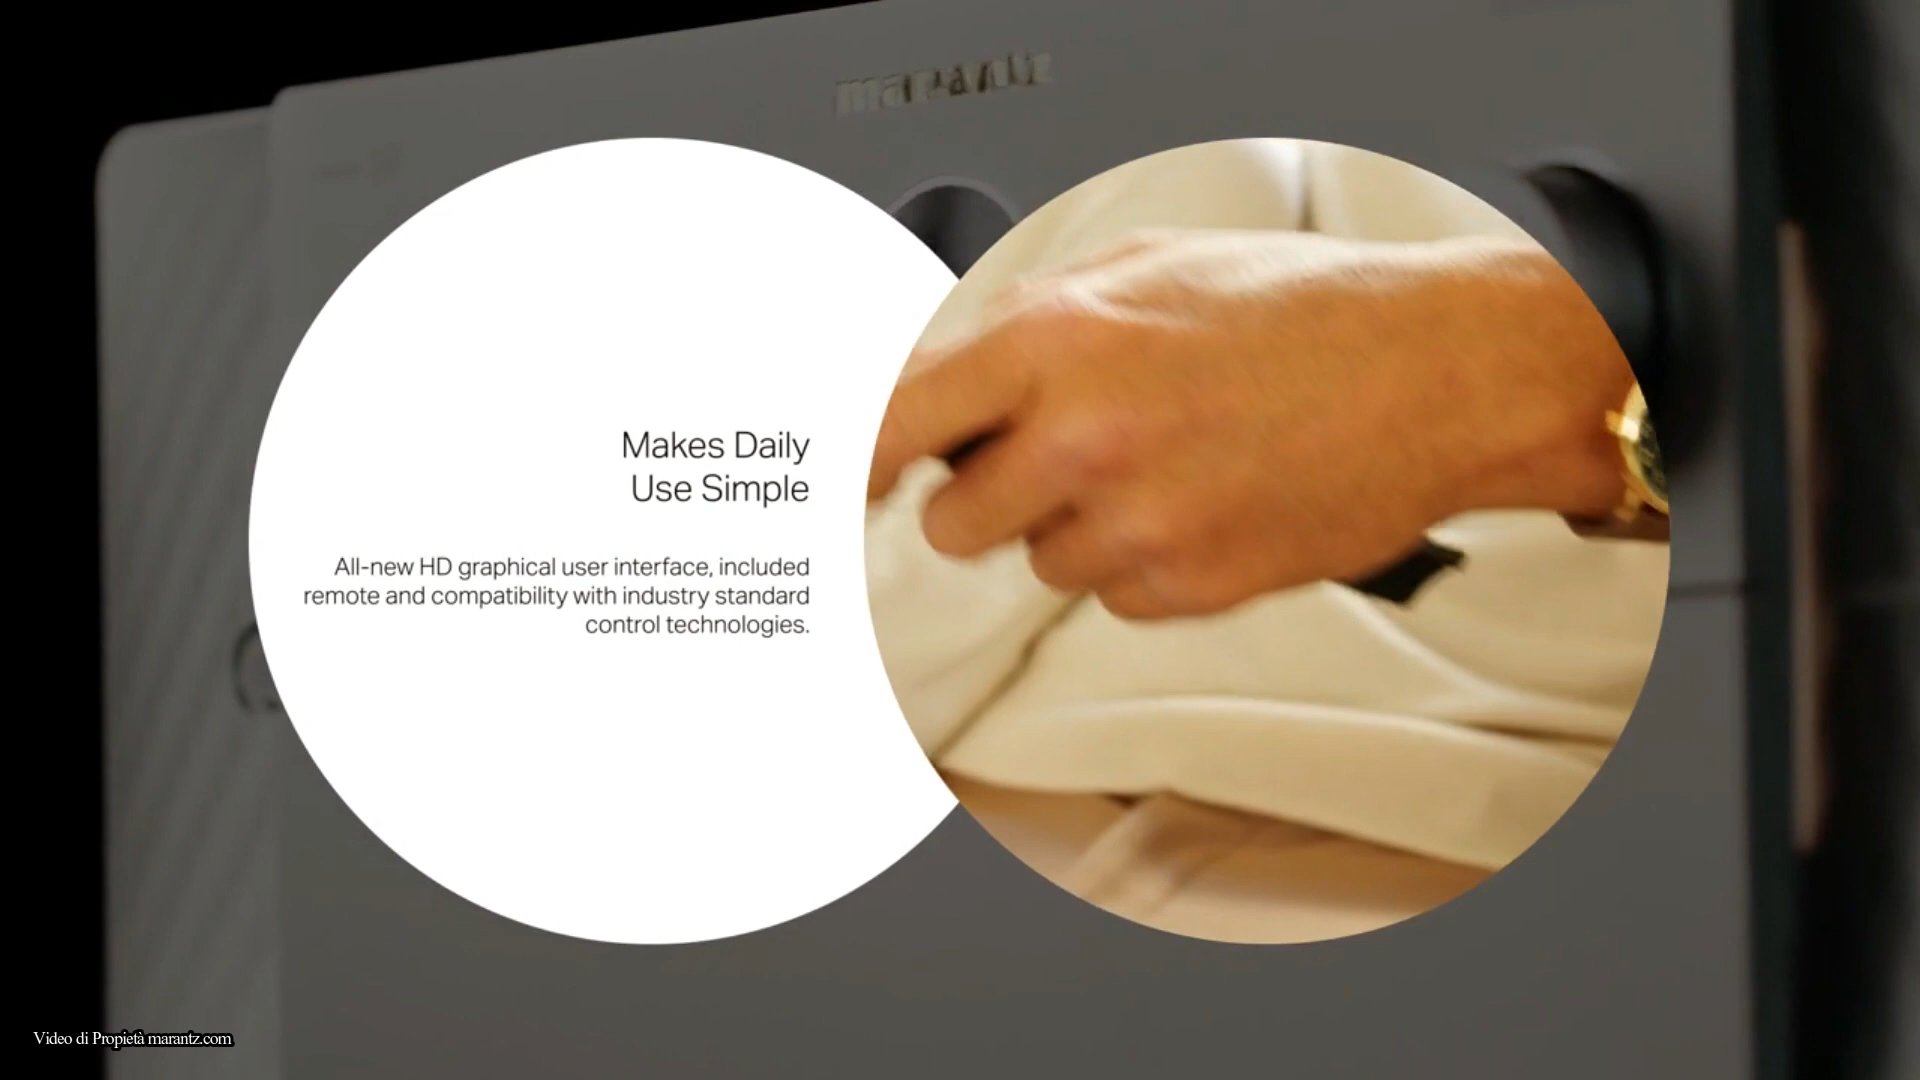 marantz
Makes Daily
Use Simple
All-new HD graphical user interface, included
remote and compatibility with industry standard
control technologies.
Video di Propietà marantz.com